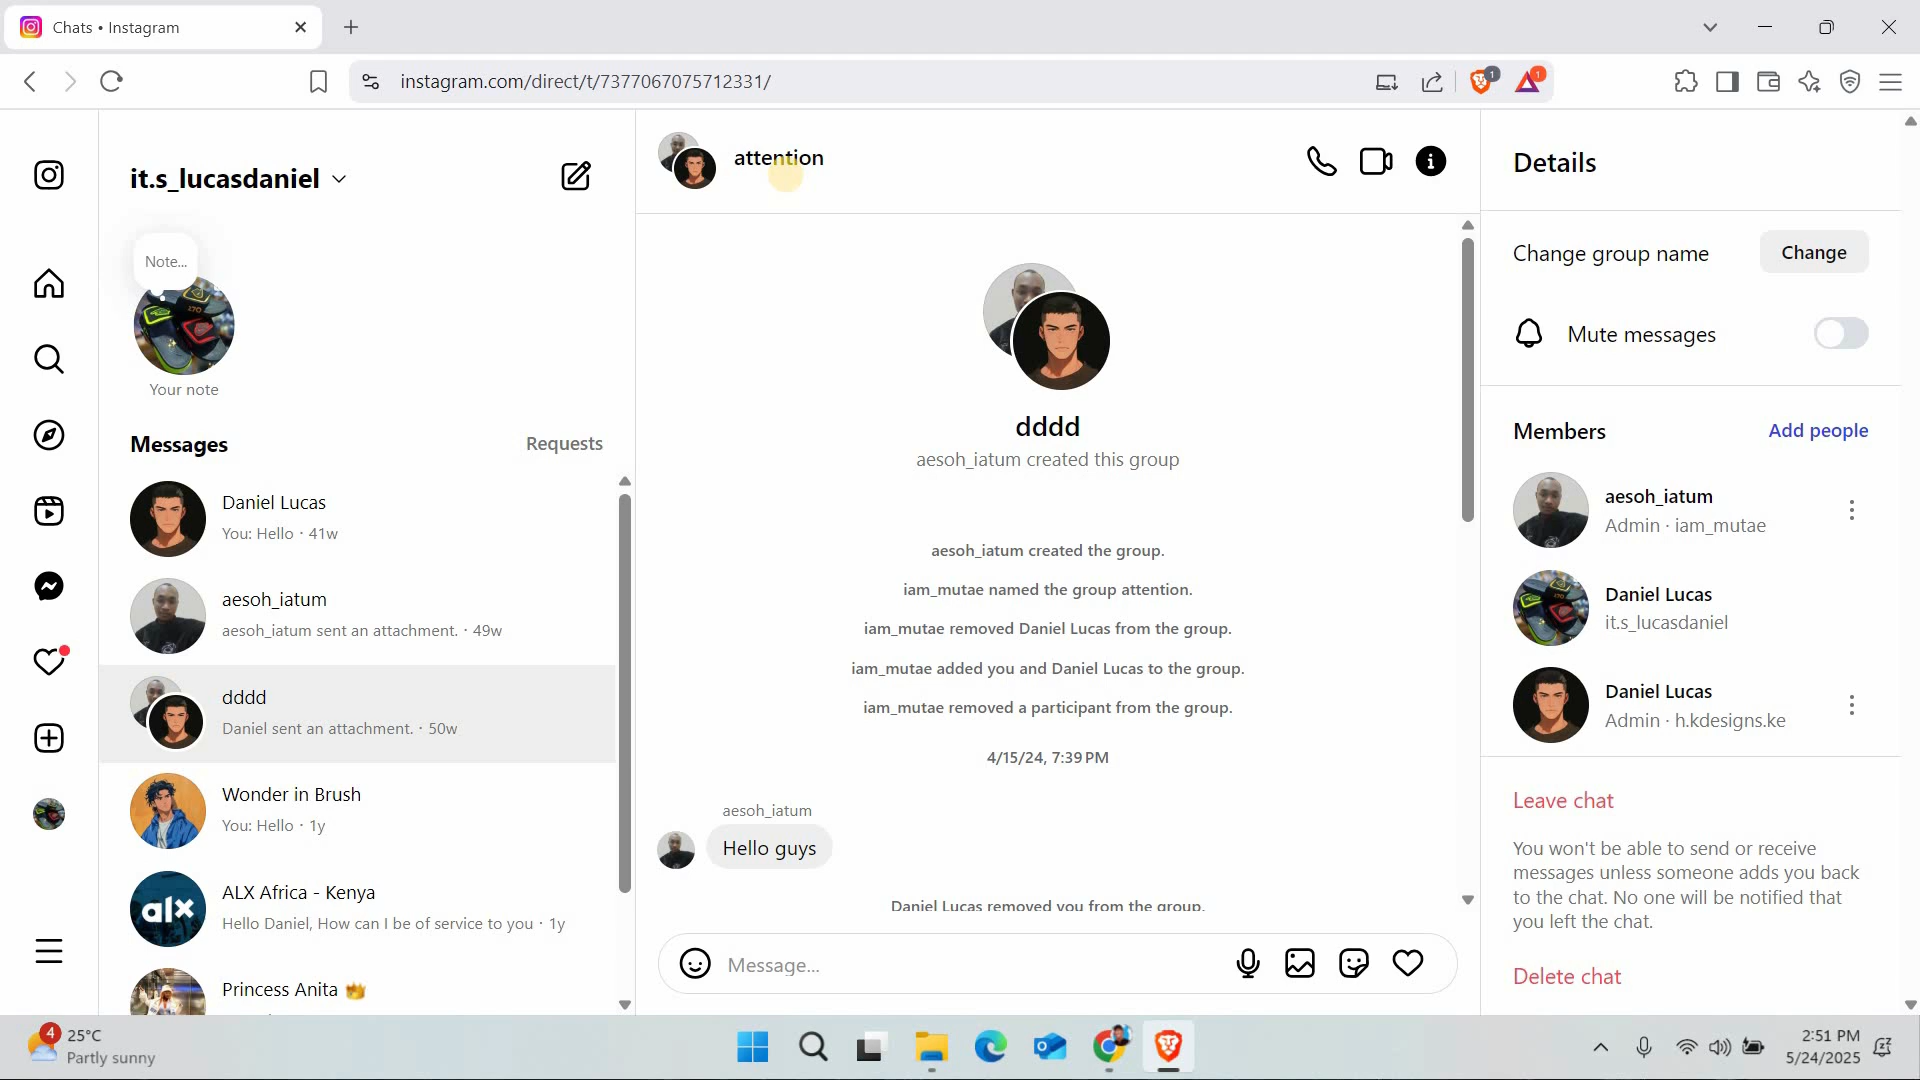 Chats • Instagram
instagram.com/direct/t/7377067075712331/
1
1
it.s_lucasdaniel
Note...
Your note
Messages
Requests
Daniel Lucas
You: Hello · 41w
aesoh_iatum
aesoh_iatum sent an attachment. · 49w
dddd
Daniel sent an attachment. · 50w
Wonder in Brush
You: Hello · 1y
alx
ALX Africa - Kenya
Hello Daniel, How can I be of service to you · 1y
Princess Anita 👑
attention
dddd
aesoh_iatum created this group
aesoh_iatum created the group.
iam_mutae named the group attention.
iam_mutae removed Daniel Lucas from the group.
iam_mutae added you and Daniel Lucas to the group.
iam_mutae removed a participant from the group.
4/15/24, 7:39 PM
aesoh_iatum
Hello guys
Daniel Lucas removed you from the group.
Message...
Details
Change group name
Change
Mute messages
Members
Add people
aesoh_iatum
Admin · iam_mutae
Daniel Lucas
it.s_lucasdaniel
Daniel Lucas
Admin · h.kdesigns.ke
Leave chat
You won't be able to send or receive
messages unless someone adds you back
to the chat. No one will be notified that
you left the chat.
Delete chat
4
25°C
Partly sunny
2:51 PM
5/24/2025